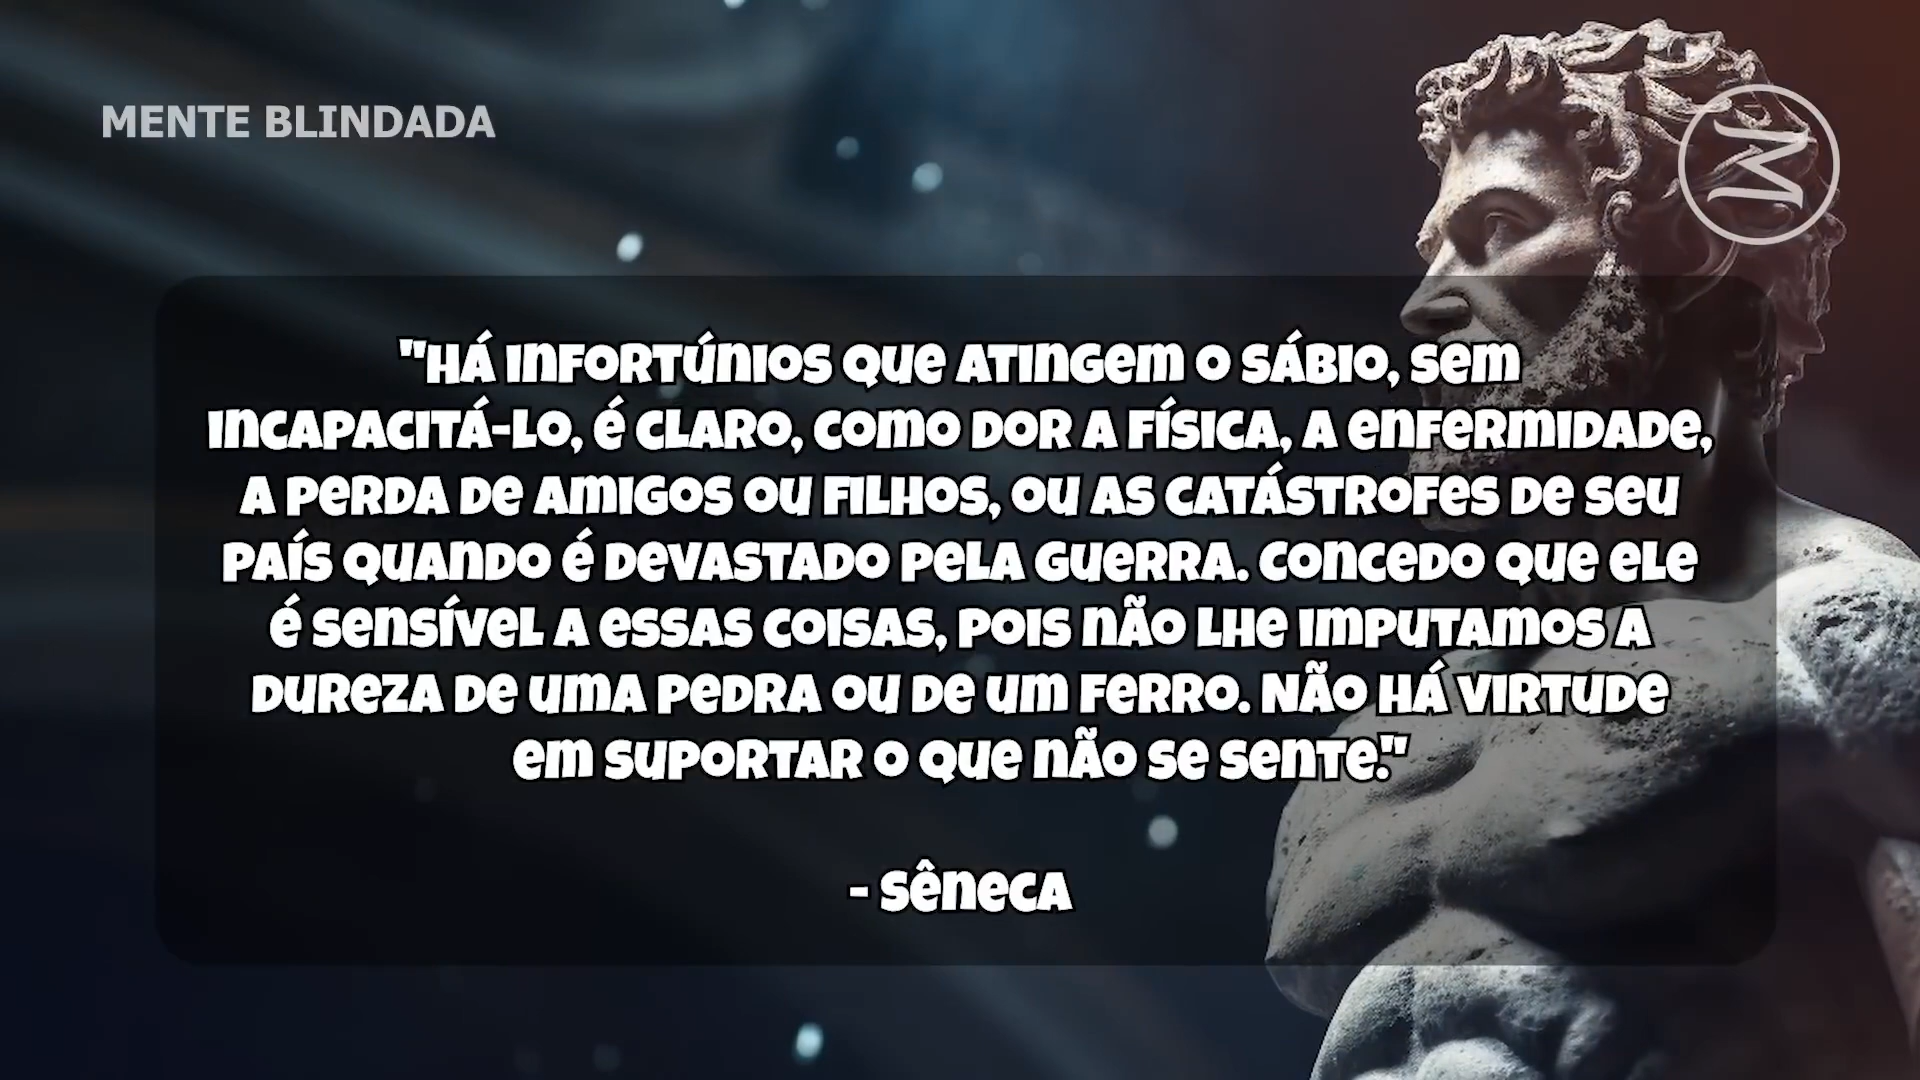 MENTE BLINDADA
M
"Há infortúnios que atingem o sábio, sem
incapacitá-lo, é claro, como dor a física, a enfermidade,
a perda de amigos ou filhos, ou as catástrofes de seu
país quando é devastado pela guerra. Concedo que ele
é sensível a essas coisas, pois não lhe imputamos a
dureza de uma pedra ou de um ferro. Não há virtude
em suportar o que não se sente."
- Sêneca